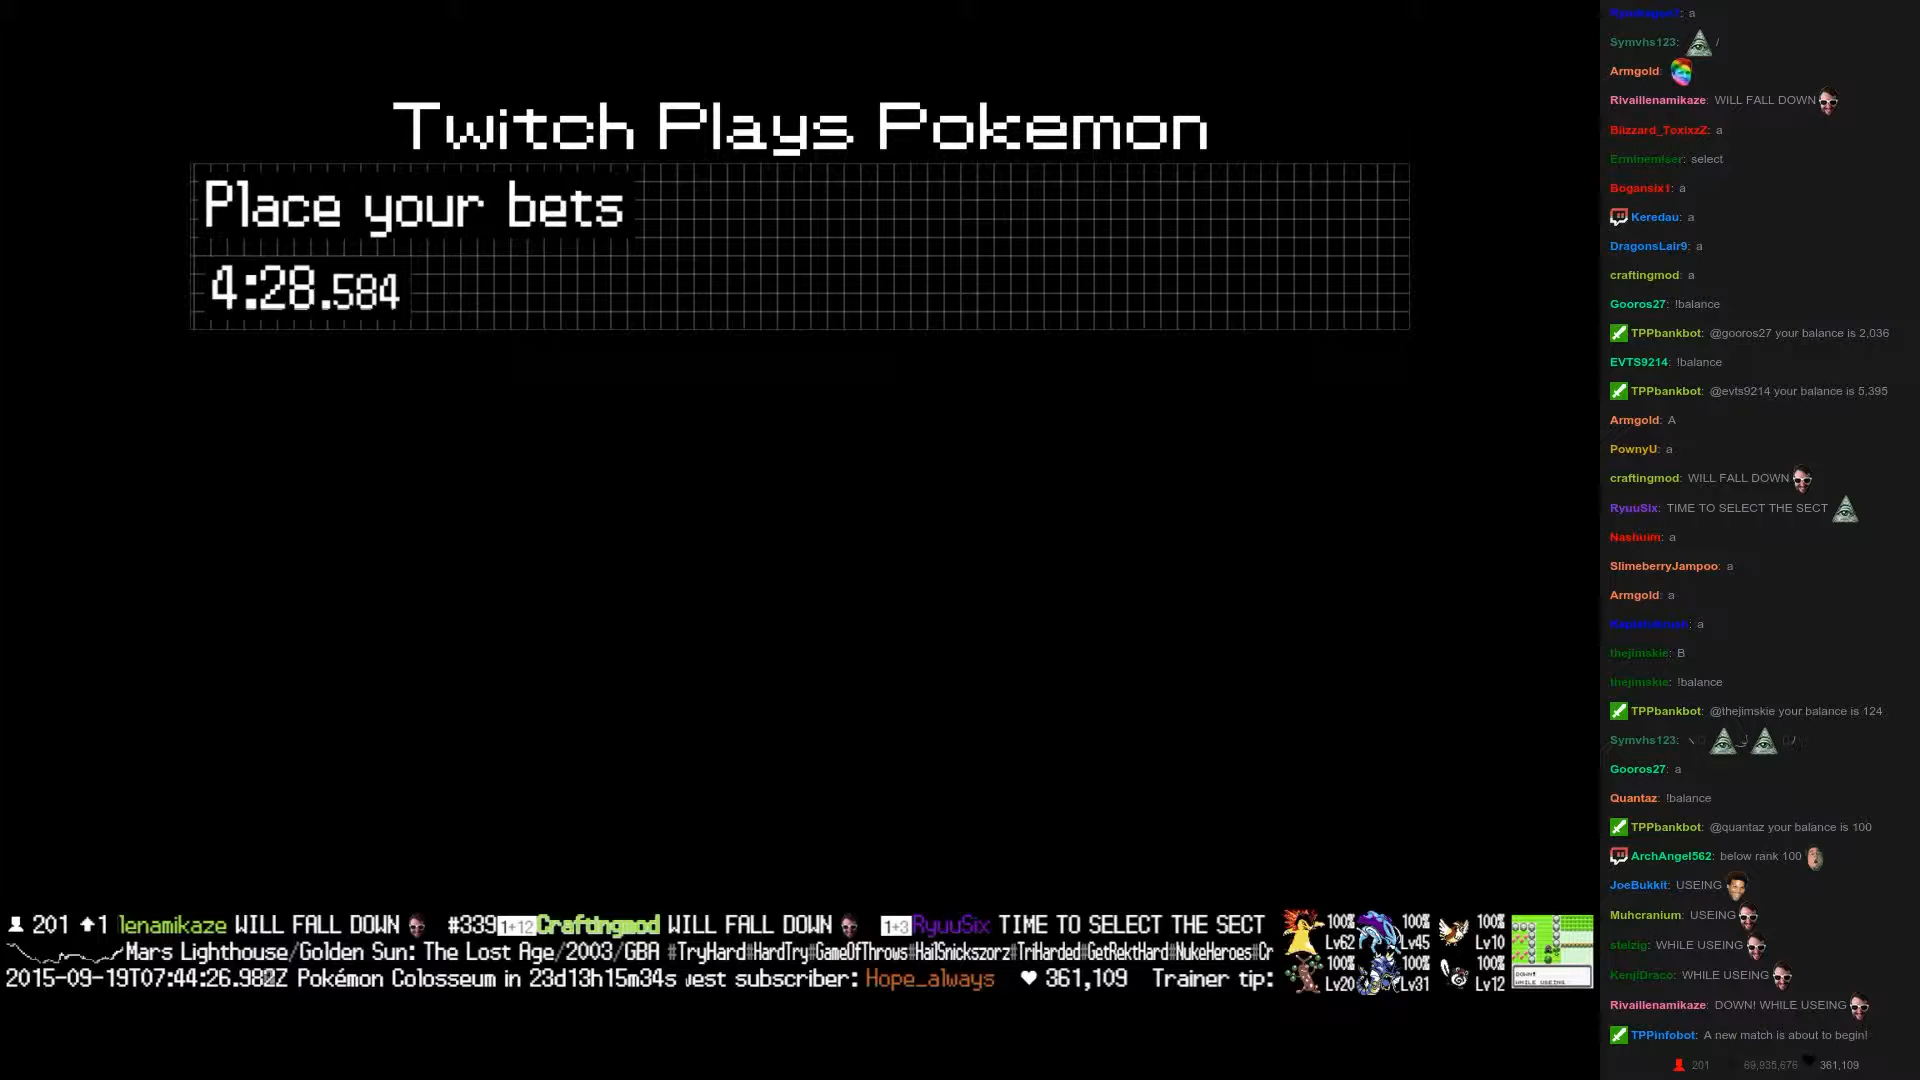 Twitch Plays Pokemon
Place your bets
4:28.584
201 1 lenamikaze WILL FALL DOWN #339 1+12 Craftingmod WILL FALL DOWN 1+3 RyuuSix TIME TO SELECT THE SECT
Mars Lighthouse/Golden Sun: The Lost Age/2003/GBA #TryHard#HardTry#GameOfThrows#HailSnickszorz#TriHarded#GetRektHard#NukeHeroes#Cr
Pokémon Colosseum in 23d13h15m34s est subscriber: Hope_always ♥ 361,109 Trainer tip:
100% 100% 100%
Lv62 Lv45 Lv10
100% 100% 100%
Lv20 Lv31 Lv12
DOWN!
WHILE USEING
: a
Symvhs123: /
Armgold:
Rivaillenamikaze: WILL FALL DOWN
Blizzard_ToxixzZ: a
Erminemiser: select
Bogansix1: a
Keredau: a
DragonsLair9: a
craftingmod: a
Gooros27: !balance
TPPbankbot: @gooros27 your balance is 2,036
EVTS9214: !balance
TPPbankbot: @evts9214 your balance is 5,395
Armgold: A
PownyU: a
craftingmod: WILL FALL DOWN
RyuuSix: TIME TO SELECT THE SECT
Nashuim: a
SlimeberryJampoo: a
Armgold: a
: a
thejimskie: B
thejimskie: !balance
TPPbankbot: @thejimskie your balance is 124
Symvhs123:
Gooros27: a
Quantaz: !balance
TPPbankbot: @quantaz your balance is 100
ArchAngel562: below rank 100
JoeBukkit: USEING
Muhcranium: USEING
stelzig: WHILE USEING
KenjiDraco: WHILE USEING
Rivaillenamikaze: DOWN! WHILE USEING
TPPinfobot: A new match is about to begin!
201 69,935,676 361,109